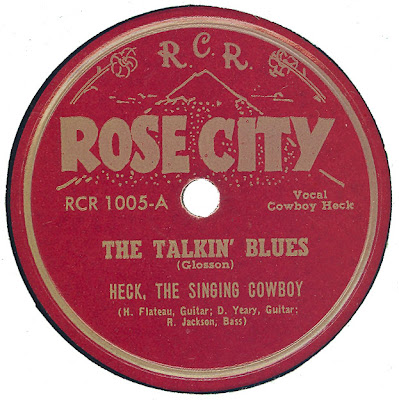 R.C.R.
ROSE CITY
RCR 1005-A
Vocal
Cowboy Heck
THE TALKIN' BLUES
(Glosson)
HECK, THE SINGING COWBOY
(H. Flateau, Guitar; D. Yeary, Guitar;
R. Jackson, Bass)